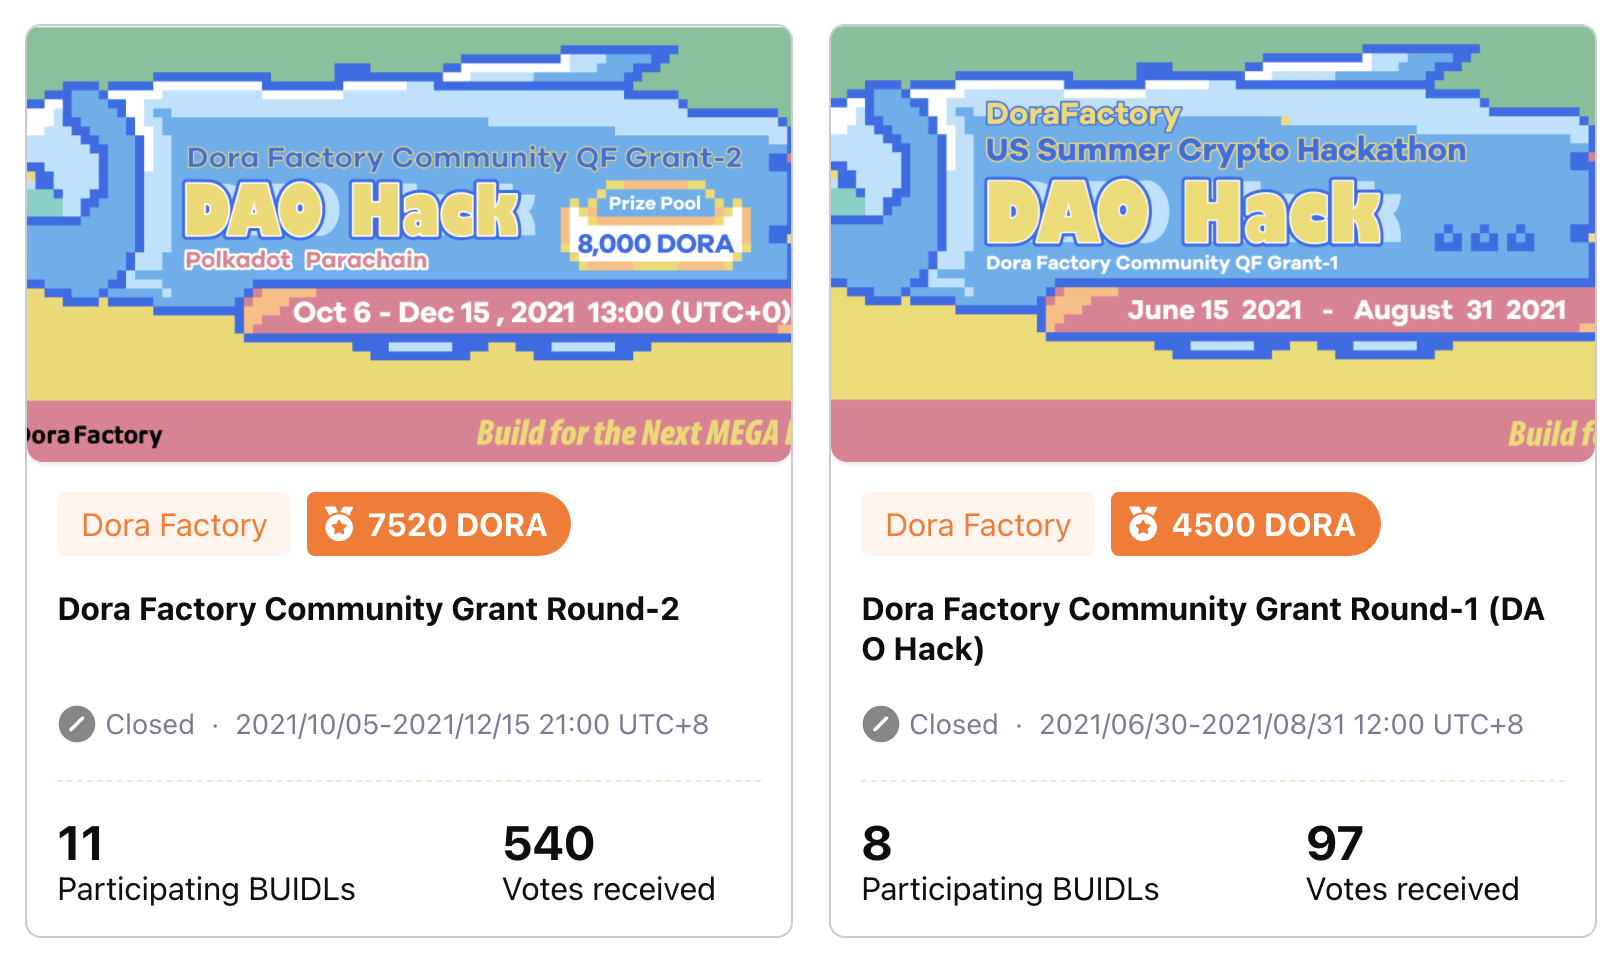 Dora Factory Community QF Grant-2
DAO Hack
Prize Pool
8,000 DORA
Polkadot Parachain
Oct 6 - Dec 15 , 2021 13:00 (UTC+0)
Dora Factory
Build for the Next MEGA
Dora Factory
7520 DORA
Dora Factory Community Grant Round-2
Closed · 2021/10/05-2021/12/15 21:00 UTC+8
11
Participating BUIDLs
540
Votes received
DoraFactory
US Summer Crypto Hackathon
DAO Hack
Dora Factory Community QF Grant-1
June 15 2021 - August 31 2021
Build
Dora Factory
4500 DORA
Dora Factory Community Grant Round-1 (DA
O Hack)
Closed · 2021/06/30-2021/08/31 12:00 UTC+8
8
Participating BUIDLs
97
Votes received